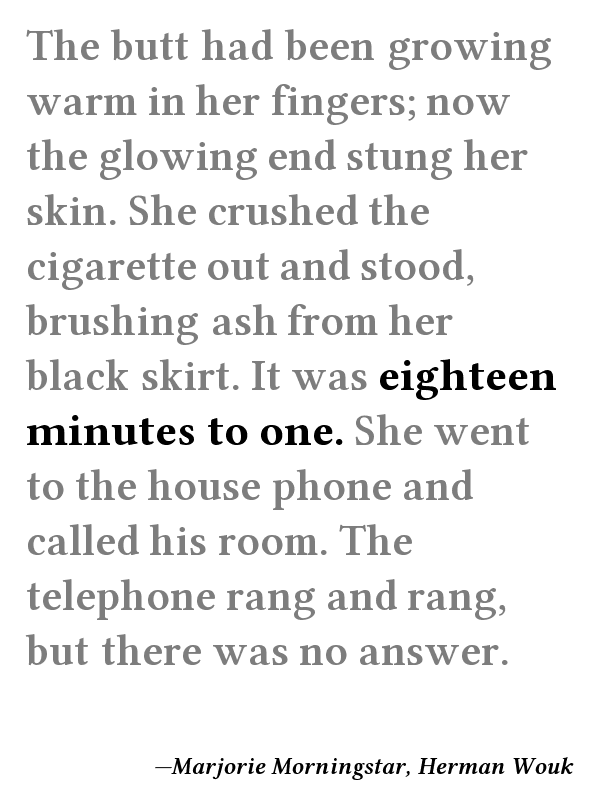 The butt had been growing
warm in her fingers; now
the glowing end stung her
skin. She crushed the
cigarette out and stood,
brushing ash from her
black skirt. It was eighteen
minutes to one. She went
to the house phone and
called his room. The
telephone rang and rang,
but there was no answer.
—Marjorie Morningstar, Herman Wouk